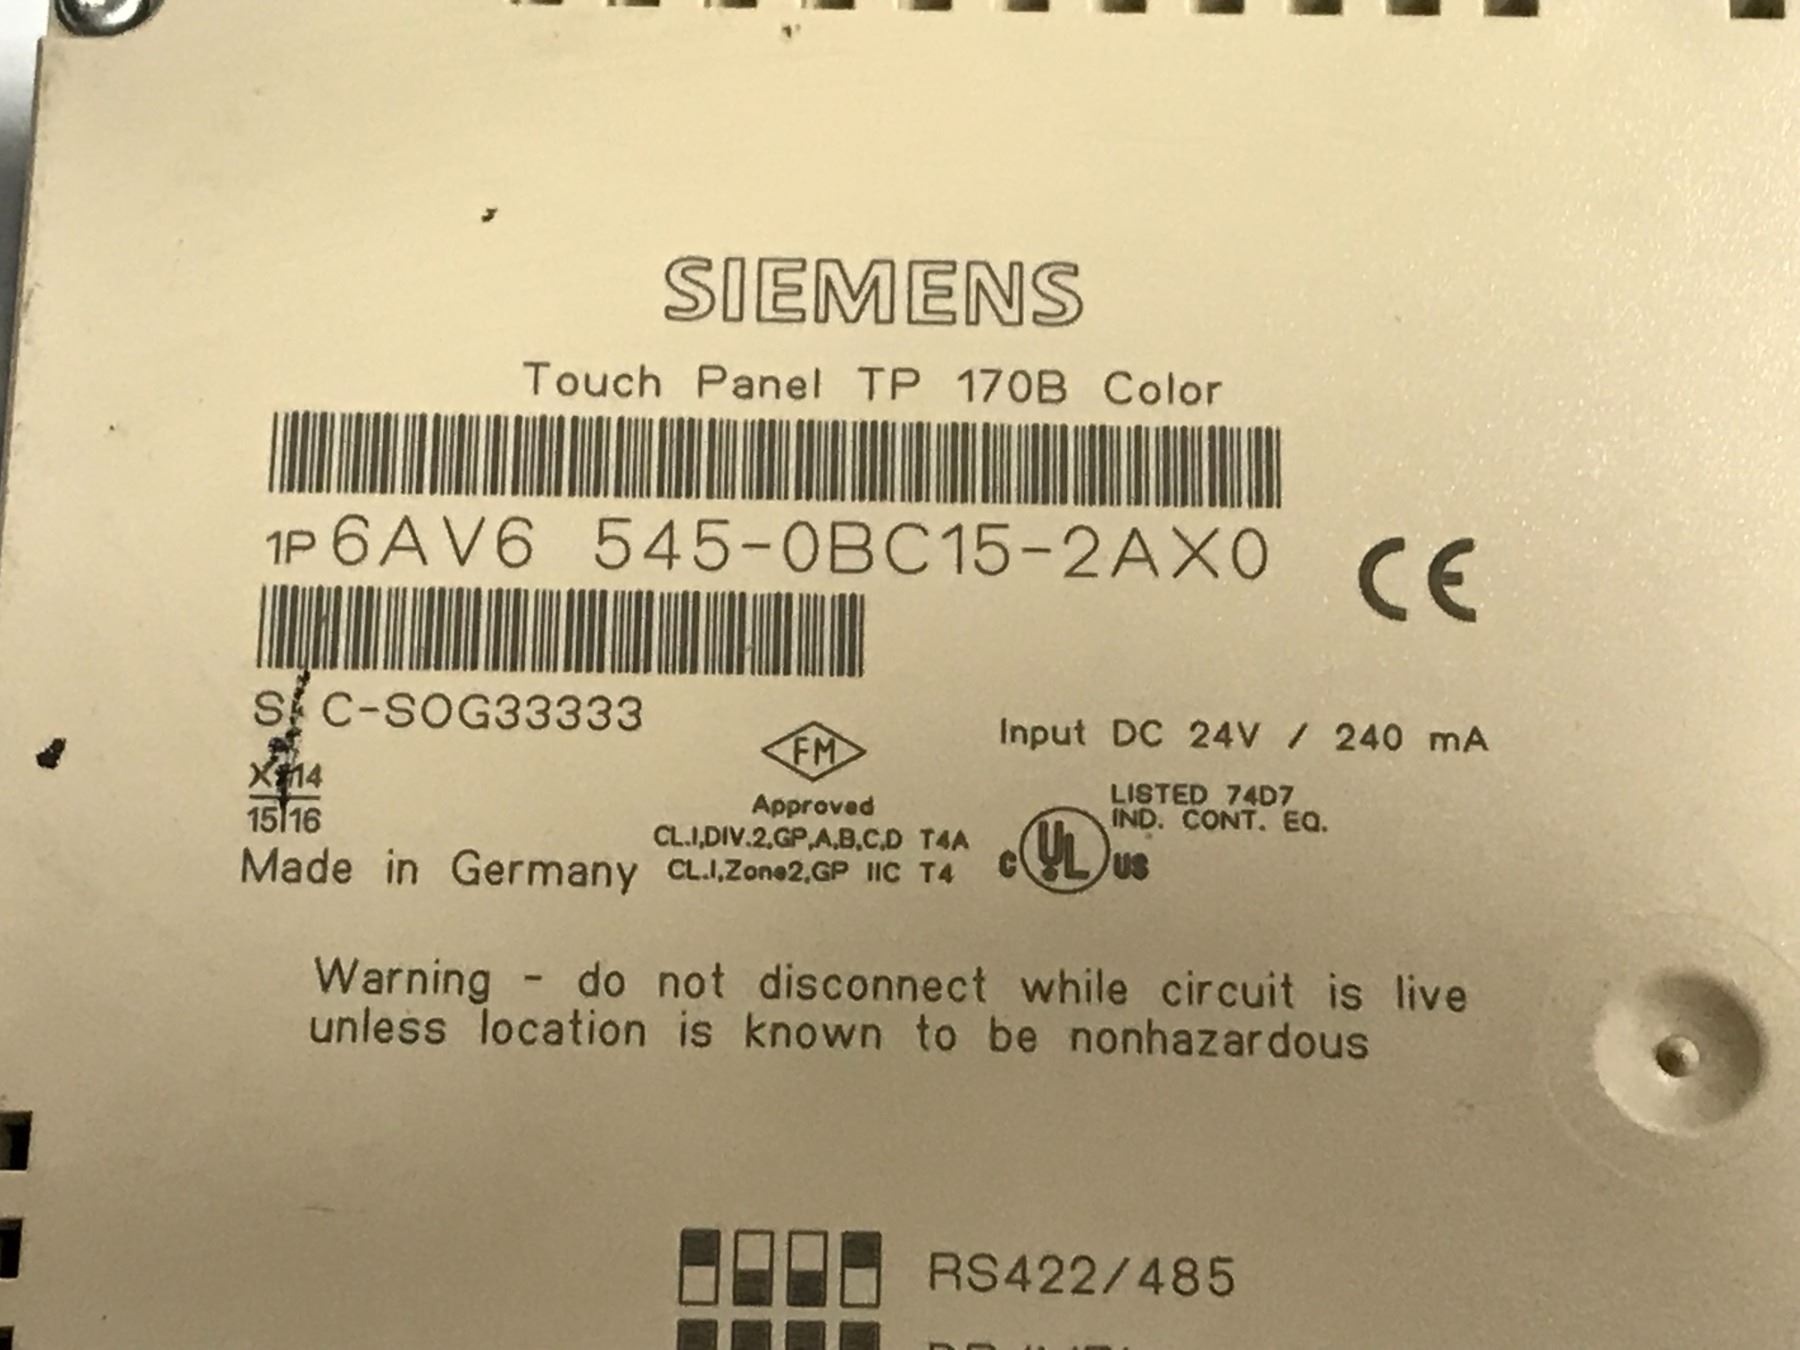 SIEMENS
Touch Panel TP 170B Color
1P 6AV6 545-0BC15-2AX0
CE
S C-SOG33333
FM
Approved
CL.I,DIV.2,GP,A,B,C,D T4A
CL.I,Zone2,GP IIC T4
Input DC 24V / 240 mA
LISTED 74D7
IND. CONT. EQ.
C UL US
X 14
15 16
Made in Germany
Warning - do not disconnect while circuit is live
unless location is known to be nonhazardous
RS422/485